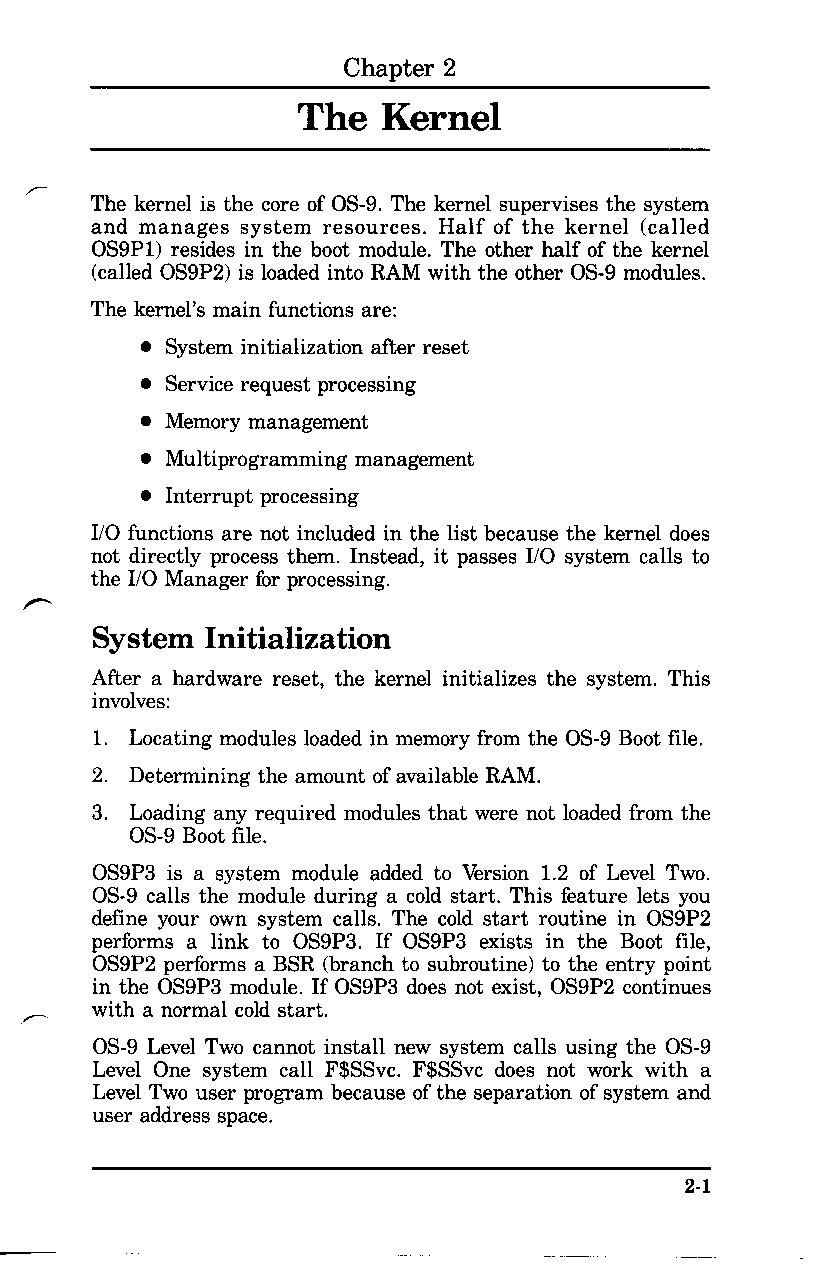 Chapter 2
The Kernel
The kernel is the core of OS-9. The kernel supervises the system
and manages system resources. Half of the kernel (called
OS9P1) resides in the boot module. The other half of the kernel
(called OS9P2) is loaded into RAM with the other OS-9 modules.
The kernel's main functions are:
● System initialization after reset
● Service request processing
● Memory management
● Multiprogramming management
● Interrupt processing
I/O functions are not included in the list because the kernel does
not directly process them. Instead, it passes I/O system calls to
the I/O Manager for processing.
System Initialization
After a hardware reset, the kernel initializes the system. This
involves:
1. Locating modules loaded in memory from the OS-9 Boot file.
2. Determining the amount of available RAM.
3. Loading any required modules that were not loaded from the
OS-9 Boot file.
OS9P3 is a system module added to Version 1.2 of Level Two.
OS-9 calls the module during a cold start. This feature lets you
define your own system calls. The cold start routine in OS9P2
performs a link to OS9P3. If OS9P3 exists in the Boot file,
OS9P2 performs a BSR (branch to subroutine) to the entry point
in the OS9P3 module. If OS9P3 does not exist, OS9P2 continues
with a normal cold start.
OS-9 Level Two cannot install new system calls using the OS-9
Level One system call F$SSvc. F$SSvc does not work with a
Level Two user program because of the separation of system and
user address space.
2-1